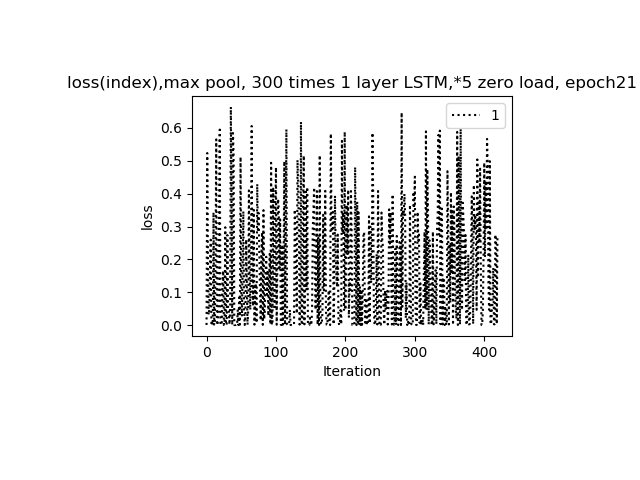 loss(index),max pool, 300 times 1 layer LSTM,*5 zero load, epoch21
1
0.6
0.5
0.4
0.3
0.2
0.1
0.0
loss
0 100 200 300 400
Iteration